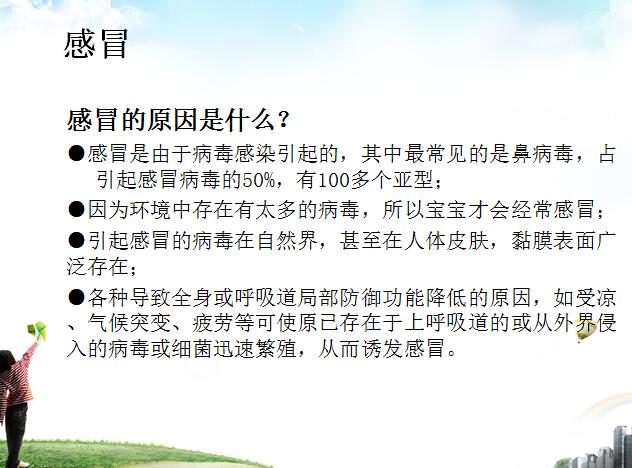 感冒
感冒的原因是什么？
●感冒是由于病毒感染引起的，其中最常见的是鼻病毒，占
引起感冒病毒的50%，有100多个亚型；
●因为环境中存在有太多的病毒，所以宝宝才会经常感冒；
●引起感冒的病毒在自然界，甚至在人体皮肤，黏膜表面广
泛存在；
●各种导致全身或呼吸道局部防御功能降低的原因，如受凉
、气候突变、疲劳等可使原已存在于上呼吸道的或从外界侵
入的病毒或细菌迅速繁殖，从而诱发感冒。